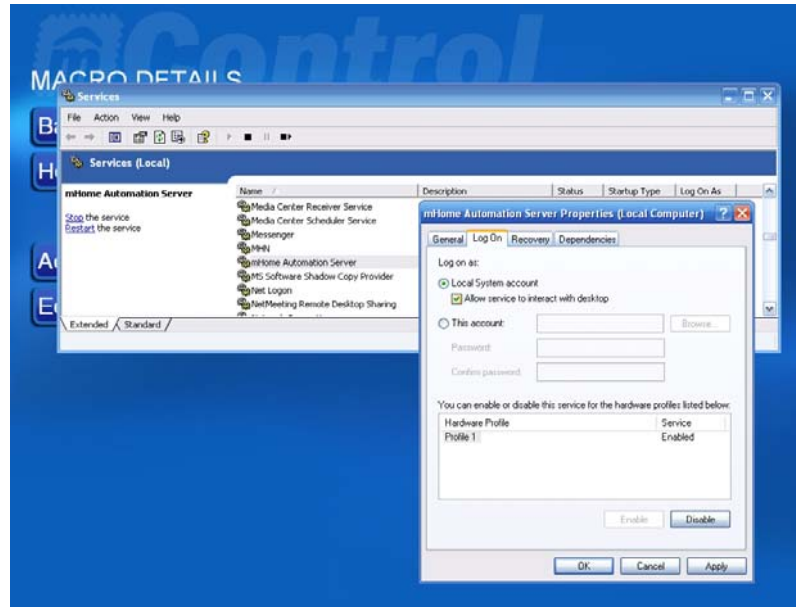 mControl
MACRO DETAILS
Services
File Action View Help
Services (Local)
mHome Automation Server
Stop the service
Restart the service
Name Description Status Startup Type Log On As
Media Center Receiver Service
Media Center Scheduler Service
Messenger
MHN
mHome Automation Server
MS Software Shadow Copy Provider
Net Logon
NetMeeting Remote Desktop Sharing
Extended Standard
mHome Automation Server Properties (Local Computer)
General Log On Recovery Dependencies
Log on as:
Local System account
Allow service to interact with desktop
This account: Browse...
Password:
Confirm password:
You can enable or disable this service for the hardware profiles listed below:
Hardware Profile Service
Profile 1 Enabled
Enable Disable
OK Cancel Apply